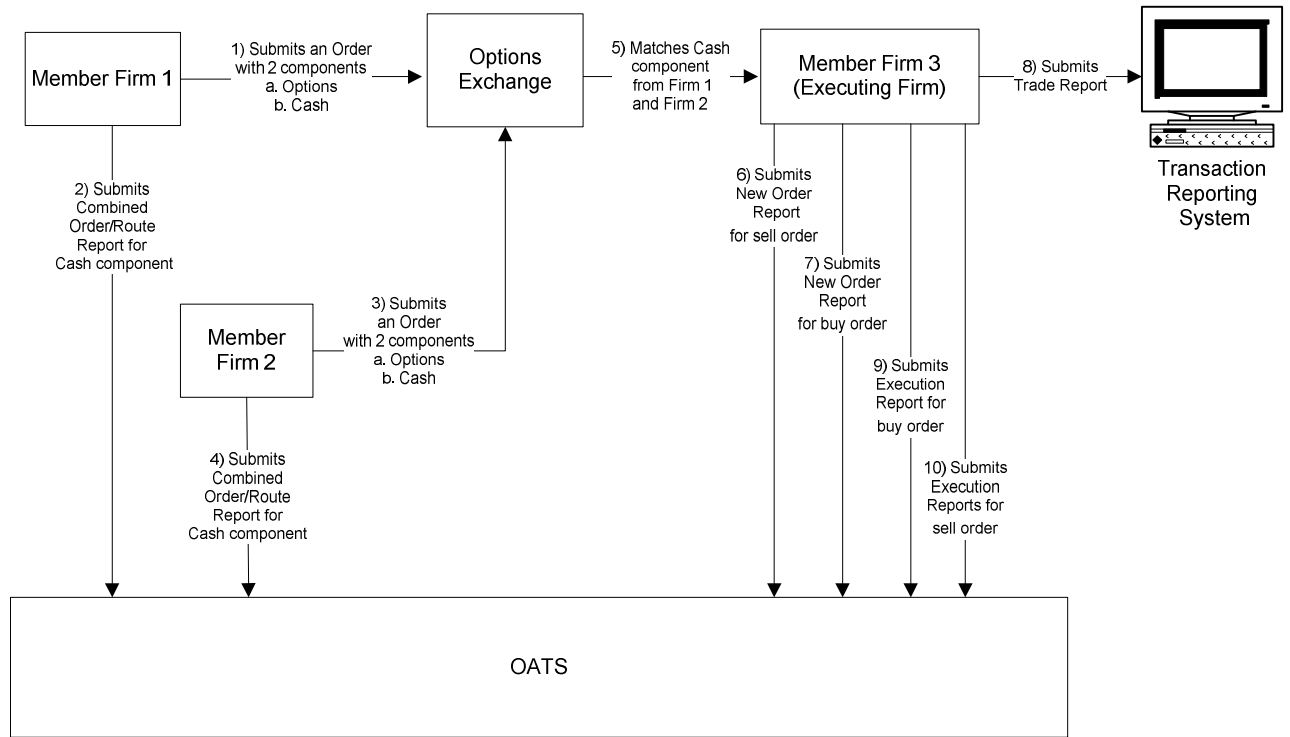 Member Firm 1
1) Submits an Order
with 2 components
a. Options
b. Cash
Options
Exchange
5) Matches Cash
component
from Firm 1
and Firm 2
Member Firm 3
(Executing Firm)
8) Submits
Trade Report
Transaction
Reporting
System
2) Submits
Combined
Order/Route
Report for
Cash component
Member
Firm 2
3) Submits
an Order
with 2 components
a. Options
b. Cash
4) Submits
Combined
Order/Route
Report for
Cash component
6) Submits
New Order
Report
for sell order
7) Submits
New Order
Report
for buy order
9) Submits
Execution
Report for
buy order
10) Submits
Execution
Reports for
sell order
OATS